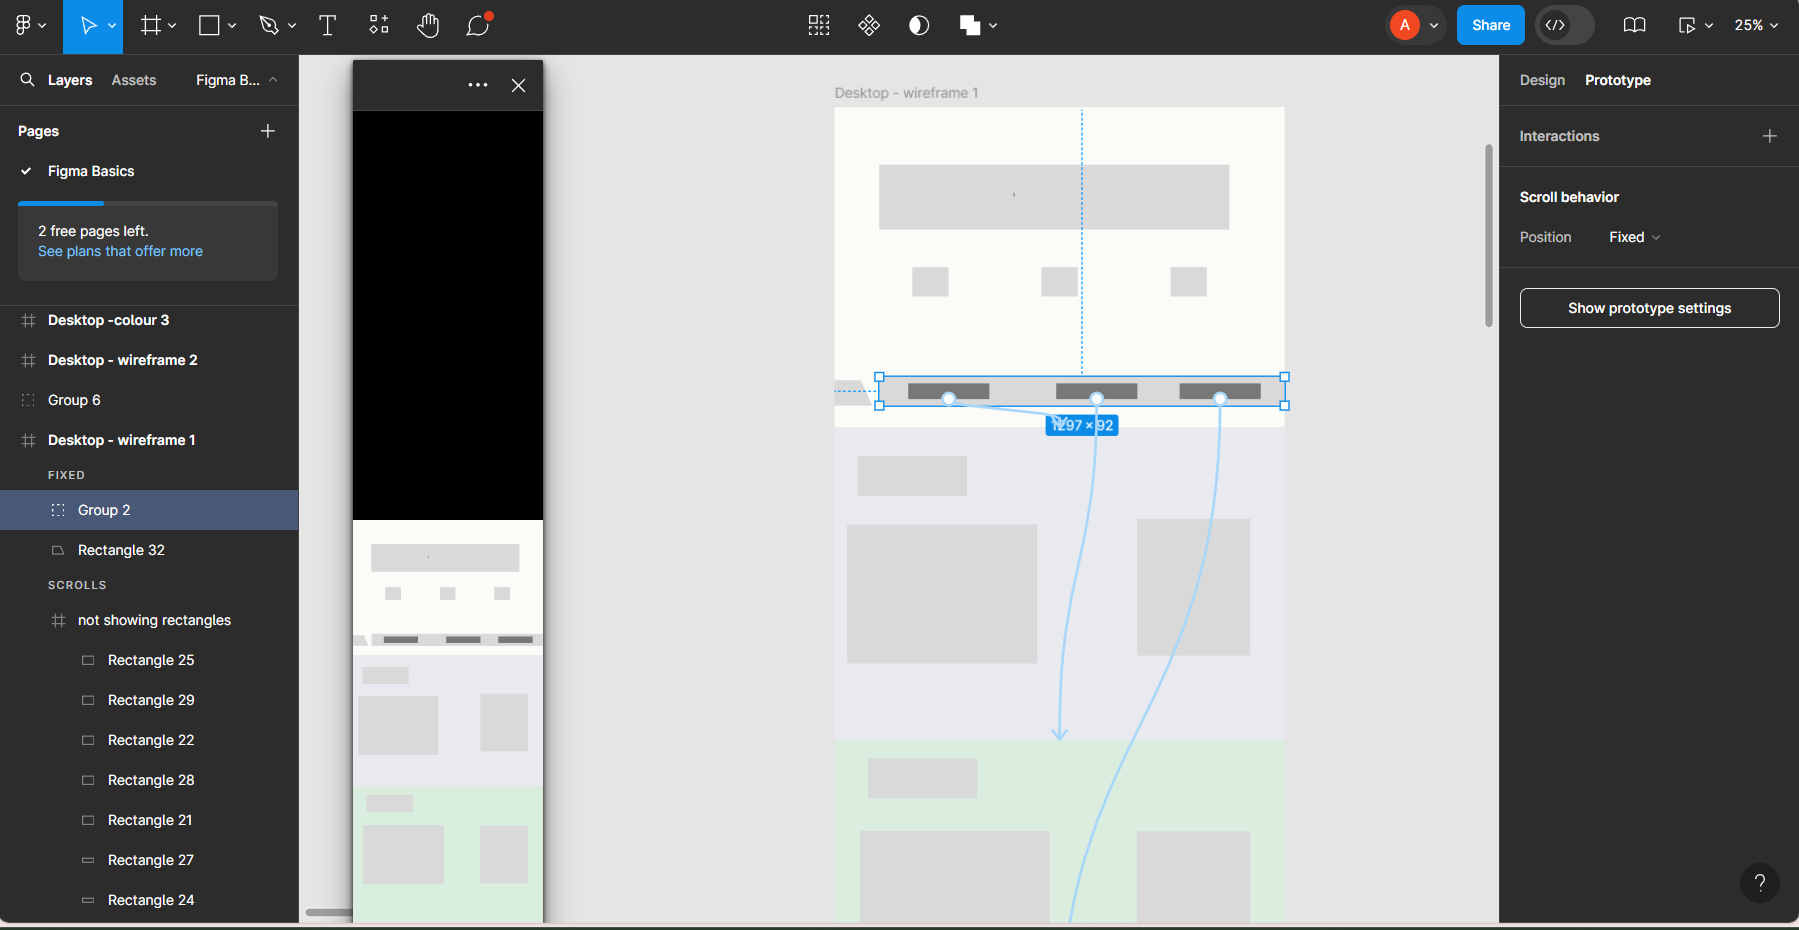 A
Share
25%
Layers
Assets
Figma B...
Pages
Figma Basics
2 free pages left.
See plans that offer more
Desktop -colour 3
Desktop - wireframe 2
Group 6
Desktop - wireframe 1
FIXED
Group 2
Rectangle 32
SCROLLS
not showing rectangles
Rectangle 25
Rectangle 29
Rectangle 22
Rectangle 28
Rectangle 21
Rectangle 27
Rectangle 24
Desktop - wireframe 1
1297 × 92
Design
Prototype
Interactions
Scroll behavior
Position
Fixed
Show prototype settings
?